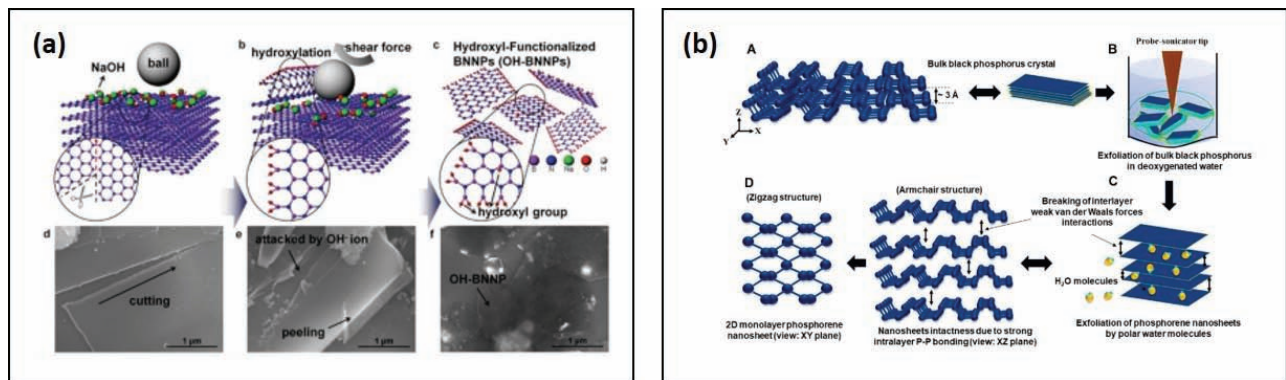 (a)
NaOH
ball
b
hydroxylation
shear force
c
Hydroxyl-Functionalized
BNNPs (OH-BNNPs)
B N Na O H
hydroxyl group
d
cutting
1 µm
e
attacked by OH⁻ ion
peeling
1 µm
f
OH-BNNP
1 µm
(b)
A
Bulk black phosphorus crystal
~ 3 Å
Z
Y
X
Probe-sonicator tip
B
Exfoliation of bulk black phosphorus
in deoxygenated water
C
Breaking of interlayer
weak van der Waals forces
interactions
H₂O molecules
Exfoliation of phosphorene nanosheets
by polar water molecules
(Armchair structure)
Nanosheets intactness due to strong
intralayer P-P bonding (view: XZ plane)
D
(Zigzag structure)
2D monolayer phosphorene
nanosheet (view: XY plane)